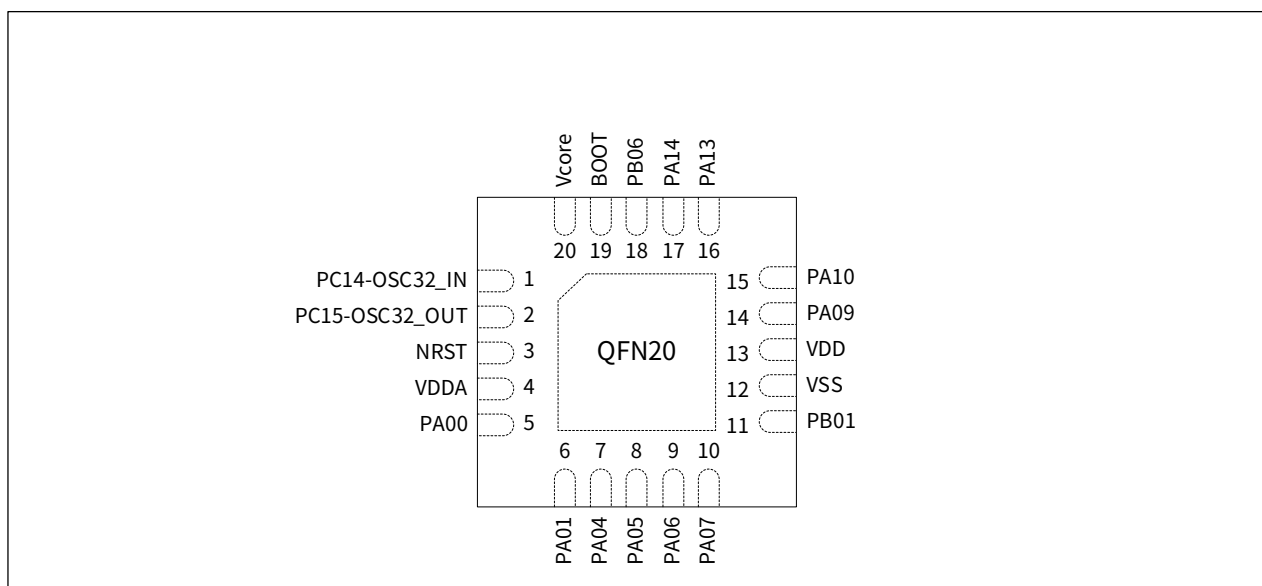 Vcore
BOOT
PB06
PA14
PA13
20 19 18 17 16
PC14-OSC32_IN 1
PC15-OSC32_OUT 2
NRST 3
VDDA 4
PA00 5
QFN20
15 PA10
14 PA09
13 VDD
12 VSS
11 PB01
6 7 8 9 10
PA01
PA04
PA05
PA06
PA07